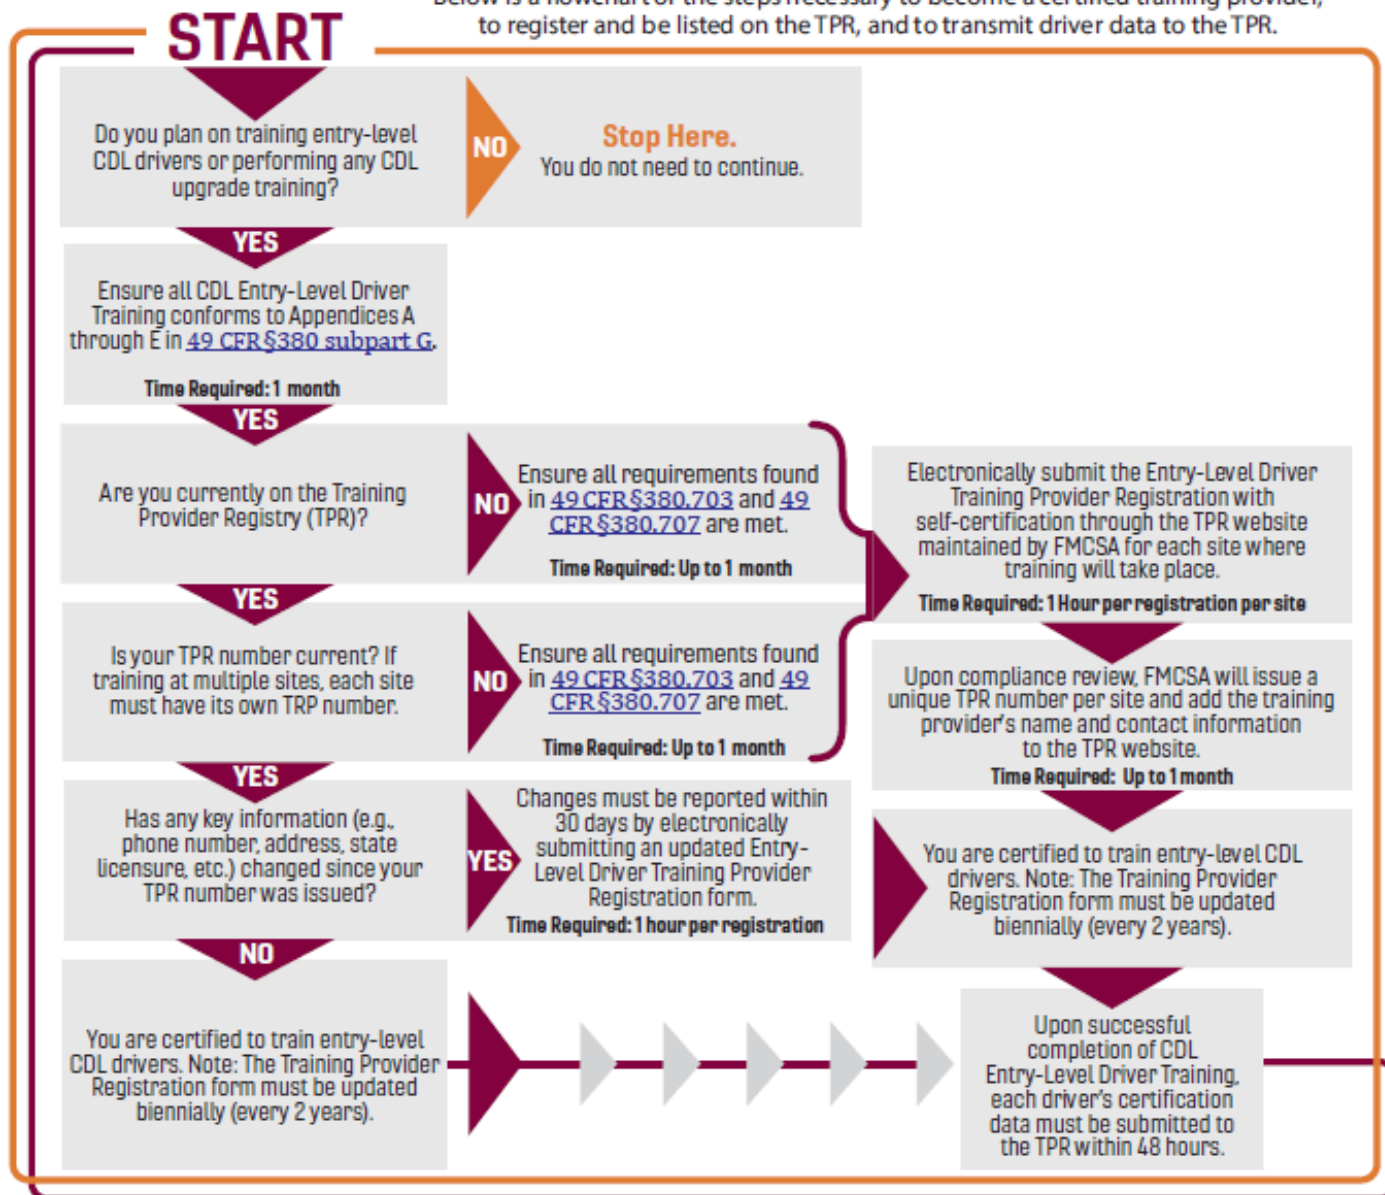 Below is a flowchart of the steps necessary to become a certified training provider,
to register and be listed on the TPR, and to transmit driver data to the TPR.
START
Do you plan on training entry-level
CDL drivers or performing any CDL
upgrade training?
NO
Stop Here.
You do not need to continue.
YES
Ensure all CDL Entry-Level Driver
Training conforms to Appendices A
through E in 49 CFR§380 subpart G.
Time Required: 1 month
YES
Are you currently on the Training
Provider Registry (TPR)?
NO
Ensure all requirements found
in 49 CFR§380.703 and 49
CFR§380.707 are met.
Time Required: Up to 1 month
YES
Is your TPR number current? If
training at multiple sites, each site
must have its own TRP number.
NO
Ensure all requirements found
in 49 CFR§380.703 and 49
CFR§380.707 are met.
Time Required: Up to 1 month
Electronically submit the Entry-Level Driver
Training Provider Registration with
self-certification through the TPR website
maintained by FMCSA for each site where
training will take place.
Time Required: 1 Hour per registration per site
Upon compliance review, FMCSA will issue a
unique TPR number per site and add the training
provider's name and contact information
to the TPR website.
Time Required: Up to 1 month
YES
Has any key information (e.g.,
phone number, address, state
licensure, etc.) changed since your
TPR number was issued?
YES
Changes must be reported within
30 days by electronically
submitting an updated Entry-
Level Driver Training Provider
Registration form.
Time Required: 1 hour per registration
You are certified to train entry-level CDL
drivers. Note: The Training Provider
Registration form must be updated
biennially (every 2 years).
NO
You are certified to train entry-level
CDL drivers. Note: The Training Provider
Registration form must be updated
biennially (every 2 years).
Upon successful
completion of CDL
Entry-Level Driver Training,
each driver's certification
data must be submitted to
the TPR within 48 hours.